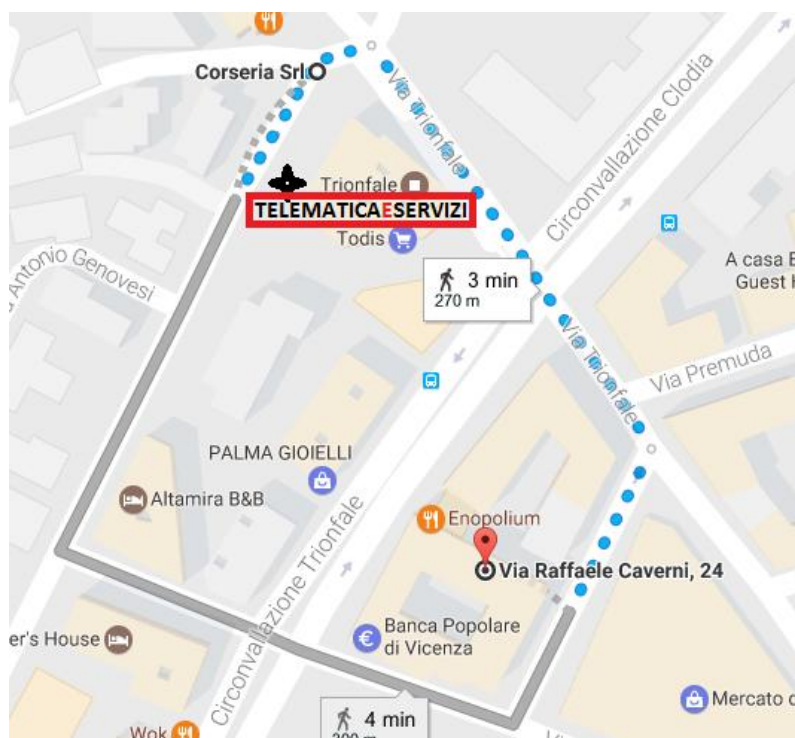 Corseria Srl
Via Trionfale
Circonvallazione Clodia
Trionfale
TELEMATICAESERVIZI
Todis
A casa
Guest
Antonio Genovesi
3 min
270 m
Via Trionfale
Via Premuda
PALMA GIOIELLI
Altamira B&B
Enopolium
Via Raffaele Caverni, 24
Circonvallazione Trionfale
er's House
Banca Popolare
di Vicenza
€
Mercato
4 min
Wok